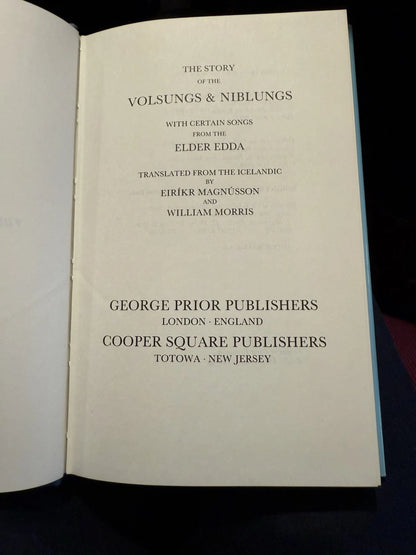 THE STORY
OF THE
VOLSUNGS & NIBLUNGS
WITH CERTAIN SONGS
FROM THE
ELDER EDDA
TRANSLATED FROM THE ICELANDIC
BY
EIRÍKR MAGNÚSSON
AND
WILLIAM MORRIS
GEORGE PRIOR PUBLISHERS
LONDON · ENGLAND
COOPER SQUARE PUBLISHERS
TOTOWA · NEW JERSEY